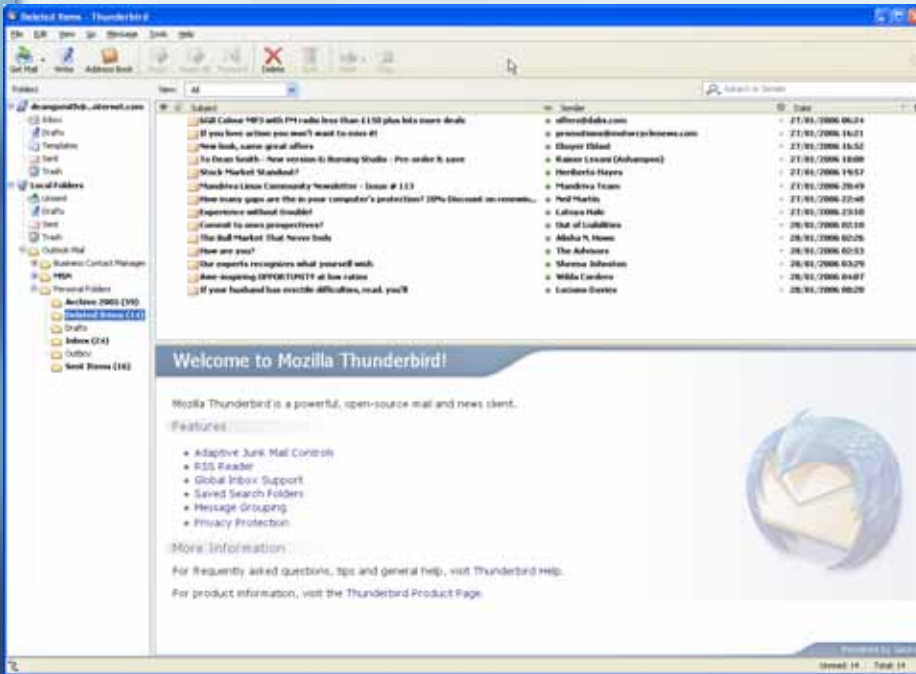 Deleted Items - Thunderbird
File Edit View Go Message Tools Help
Get Mail Write Address Book Delete
Folders View: All Subject or Sender
Subject Sender Date
6GB Colour MP3 with FM radio less than £150 plus lots more deals offers@dabs.com 27/01/2006 06:24
If you love action you won't want to miss it! promotions@motorcyclenews.com 27/01/2006 16:21
New look, same great offers Ebuyer 27/01/2006 16:52
To Dean Smith - New version & Burning Studio - Pre-order & save 27/01/2006 18:08
Stock Market Standout? Heriberto Hayes 27/01/2006 19:57
Mandriva Linux Community Newsletter - Issue # 113 Mandriva Team 27/01/2006 20:49
How many gaps are the in your computer's protection? 20% Discount on Neil Martin 27/01/2006 22:48
Experience without trouble! Latoya Hale 27/01/2006 23:10
Commit to ones prospectives! 28/01/2006 02:10
The Bull Market That Never Ends Alisha N. Howe 28/01/2006 02:26
How are you? The Advisors 28/01/2006 02:53
Our experts recognizes what yourself wish Sheena Johnston 28/01/2006 03:29
Awe-inspiring OPPORTUNITY at low rates Wilda Cordero 28/01/2006 04:07
If your husband has erectile difficulties, read, you'll Luciano Davies 28/01/2006 08:20
Inbox
Drafts
Templates
Sent
Trash
Local Folders
Unsent
Drafts
Sent
Trash
Outlook Mail
Business Contact Manager
MSN
Personal Folders
Archive 2005 (59)
Deleted Items (14)
Drafts
Inbox (24)
Outbox
Sent Items (16)
Welcome to Mozilla Thunderbird!
Mozilla Thunderbird is a powerful, open-source mail and news client.
Features
Adaptive Junk Mail Controls
RSS Reader
Global Inbox Support
Saved Search Folders
Message Grouping
Privacy Protection
More Information
For frequently asked questions, tips and general help, visit Thunderbird Help.
For product information, visit the Thunderbird Product Page.
Powered by
Unread: 14 Total: 14